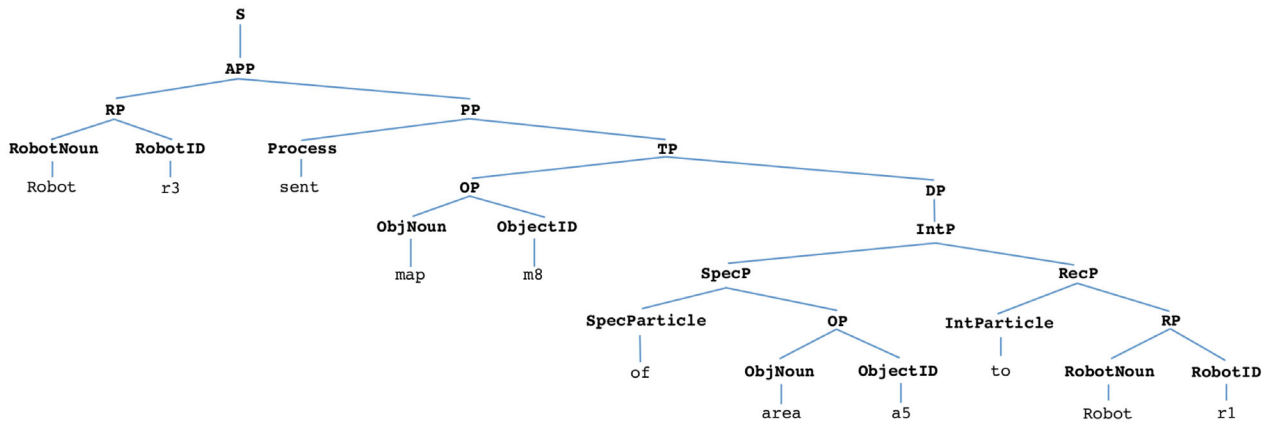 S
APP
RP PP
RobotNoun RobotID Process TP
Robot r3 sent OP DP
ObjNoun ObjectID IntP
map m8 SpecP RecP
SpecParticle OP IntParticle RP
of ObjNoun ObjectID to RobotNoun RobotID
area a5 Robot r1